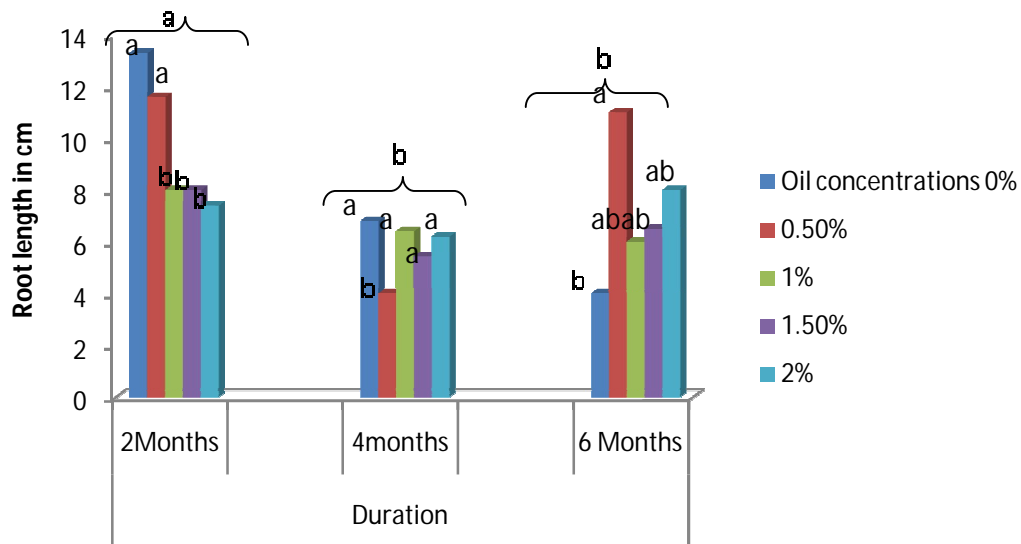 a
14
a
a
12
b
a
10
b
8
b b b
ab
a
a
a
abab
6
a
4
b
b
2
0
Root length in cm
2Months
4months
6 Months
Duration
Oil concentrations 0%
0.50%
1%
1.50%
2%